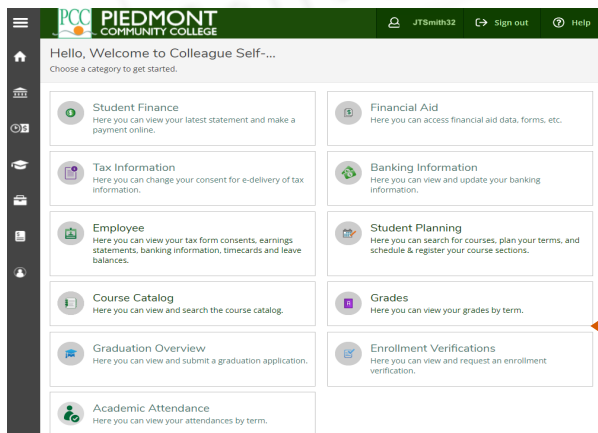 PCC PIEDMONT
COMMUNITY COLLEGE
JTSmith32 Sign out ? Help
Hello, Welcome to Colleague Self-...
Choose a category to get started.
Student Finance
Here you can view your latest statement and make a
payment online.
Financial Aid
Here you can access financial aid data, forms, etc.
Tax Information
Here you can change your consent for e-delivery of tax
information.
Banking Information
Here you can view and update your banking
information.
Employee
Here you can view your tax form consents, earnings
statements, banking information, timecards and leave
balances.
Student Planning
Here you can search for courses, plan your terms, and
schedule & register your course sections.
Course Catalog
Here you can view and search the course catalog.
Grades
Here you can view your grades by term.
Graduation Overview
Here you can view and submit a graduation application.
Enrollment Verifications
Here you can view and request an enrollment
verification.
Academic Attendance
Here you can view your attendances by term.